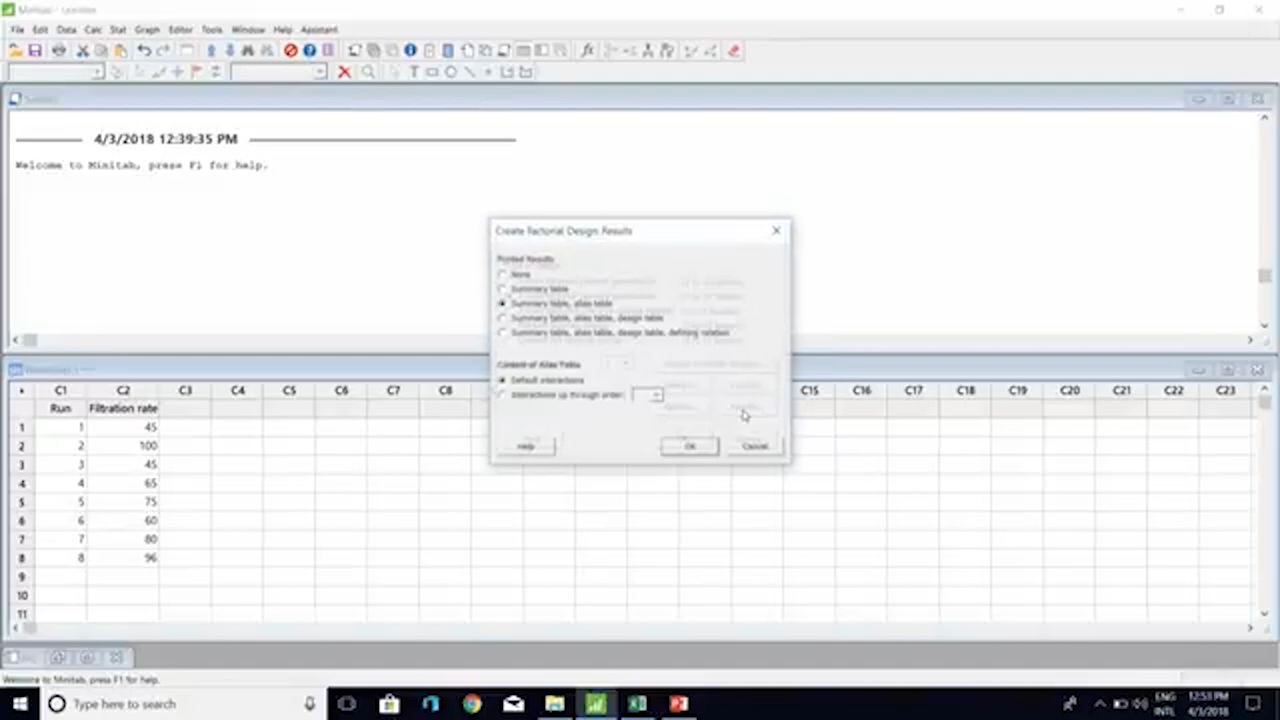 Minitab - Untitled
File Edit Data Calc Stat Graph Editor Tools Window Help Assistant
Session
4/3/2018 12:39:35 PM
Welcome to Minitab, press F1 for help.
Create Factorial Design Results
Printed Results
None
Summary table
Summary table, alias table
Summary table, alias table, design table
Summary table, alias table, design table, defining relation
Content of Alias Table
Default interactions
Interactions up through order:
Help OK Cancel
C1 C2 C3 C4 C5 C6 C7 C8 C15 C16 C17 C18 C19 C20 C21 C22 C23
Run Filtration rate
1 1 45
2 2 100
3 3 45
4 4 65
5 5 75
6 6 60
7 7 80
8 8 96
9
10
11
Welcome to Minitab, press F1 for help.
Type here to search
ENG 12:53 PM
INTL 4/3/2018